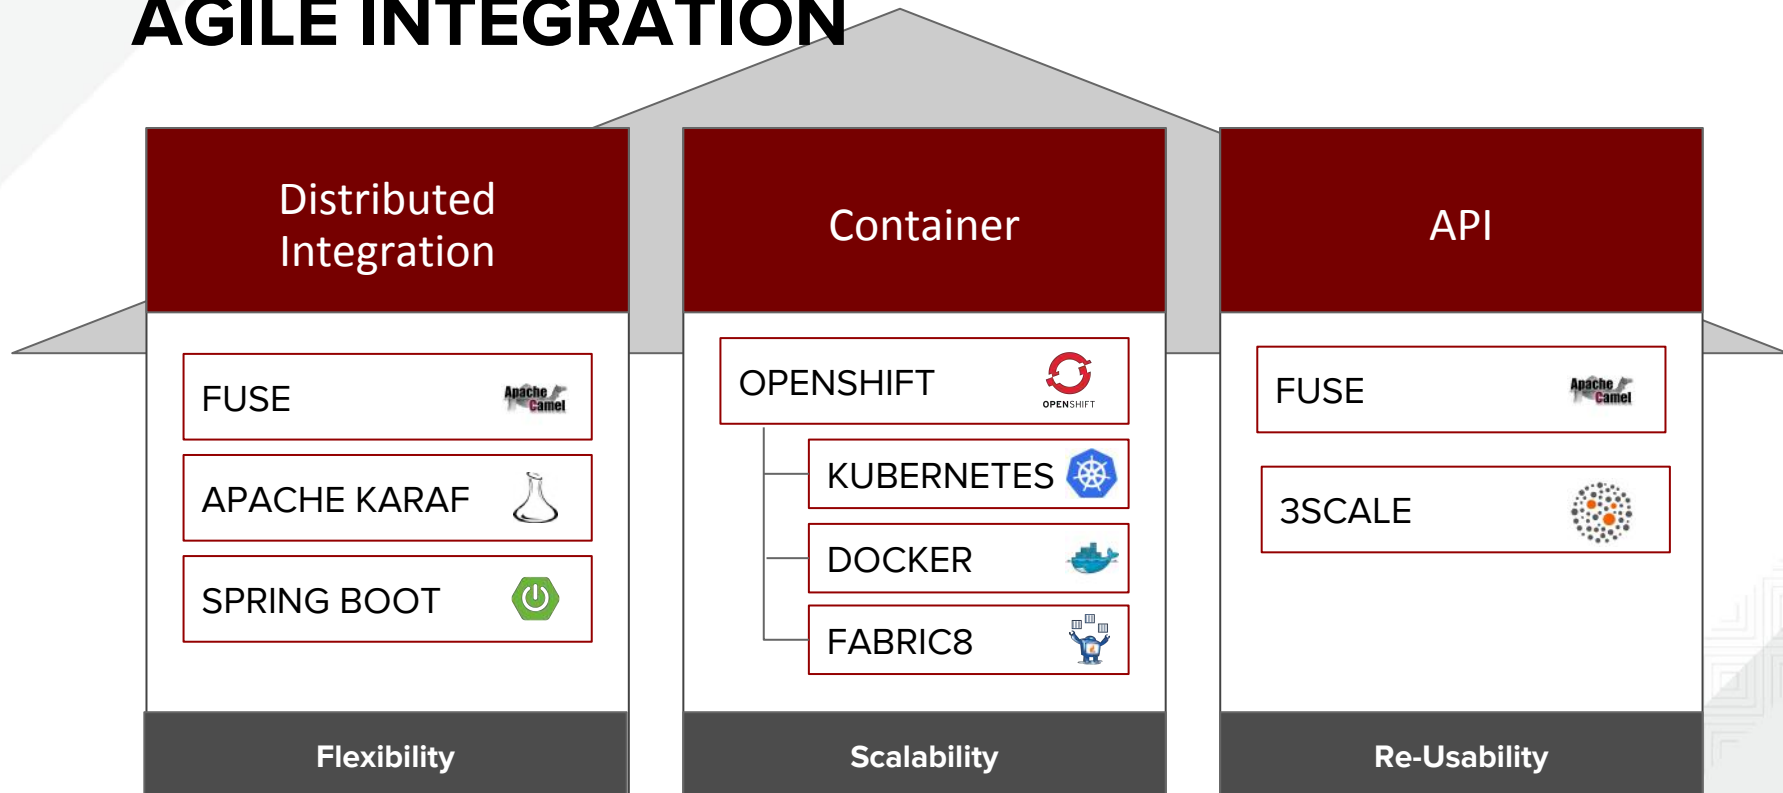 AGILE INTEGRATION
Distributed
Integration
FUSE
Apache
Camel
APACHE KARAF
SPRING BOOT
Flexibility
Container
OPENSHIFT
OPENSHIFT
KUBERNETES
DOCKER
FABRIC8
Scalability
API
FUSE
Apache
Camel
3SCALE
Re-Usability